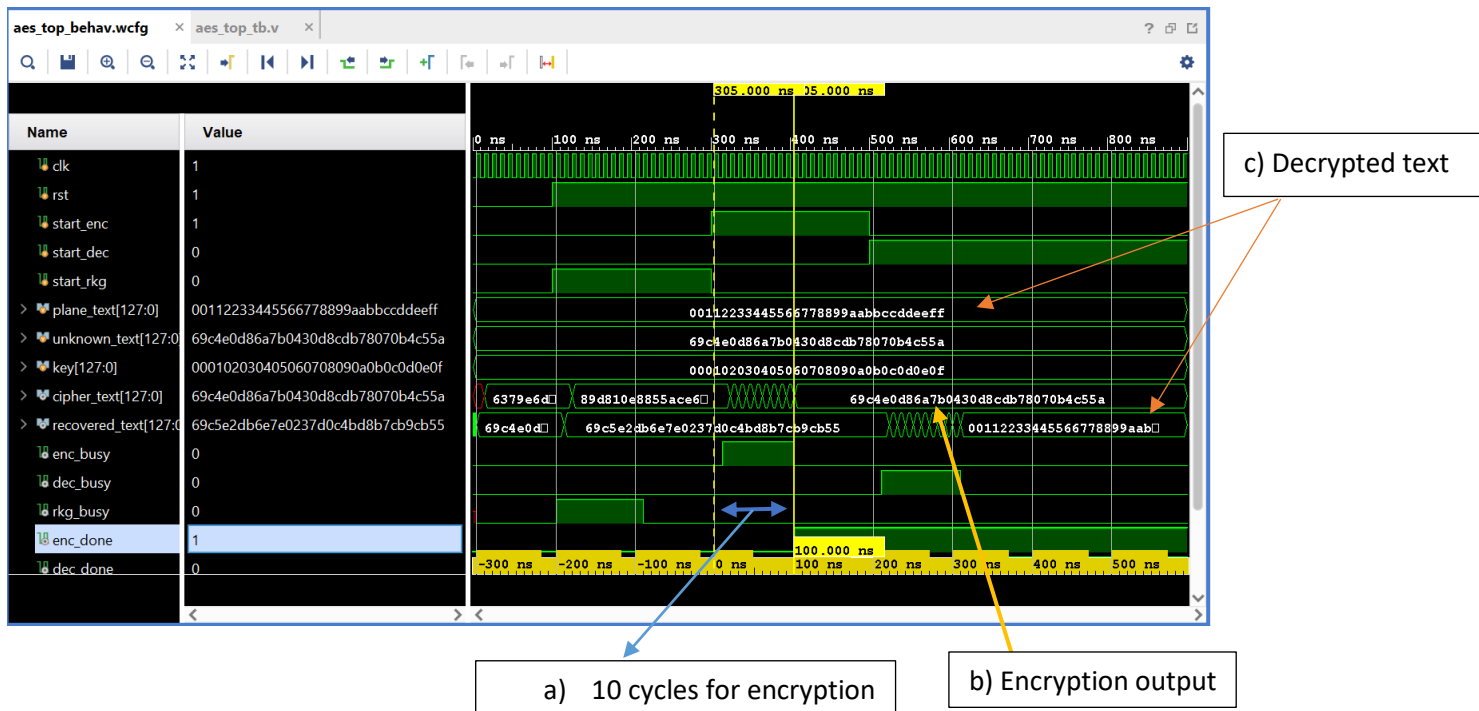 aes_top_behav.wcfg × aes_top_tb.v × ?
305.000 ns 05.000 ns
Name Value 0 ns 100 ns 200 ns 300 ns 400 ns 500 ns 600 ns 700 ns 800 ns
clk 1
rst 1
start_enc 1
start_dec 0
start_rkg 0
plane_text[127:0] 00112233445566778899aabbccddeeff 00112233445566778899aabbccddeeff
unknown_text[127:0 69c4e0d86a7b0430d8cdb78070b4c55a 69c4e0d86a7b0430d8cdb78070b4c55a
key[127:0] 000102030405060708090a0b0c0d0e0f 000102030405060708090a0b0c0d0e0f
cipher_text[127:0] 69c4e0d86a7b0430d8cdb78070b4c55a 6379e6d 89d810e8855ace6 69c4e0d86a7b0430d8cdb78070b4c55a
recovered_text[127:0 69c5e2db6e7e0237d0c4bd8b7cb9cb55 69c4e0d 69c5e2db6e7e0237d0c4bd8b7cb9cb55 00112233445566778899aab
enc_busy 0
dec_busy 0
rkg_busy 0
enc_done 1
100.000 ns
dec_done 0 -300 ns -200 ns -100 ns 0 ns 100 ns 200 ns 300 ns 400 ns 500 ns
c) Decrypted text
a) 10 cycles for encryption
b) Encryption output